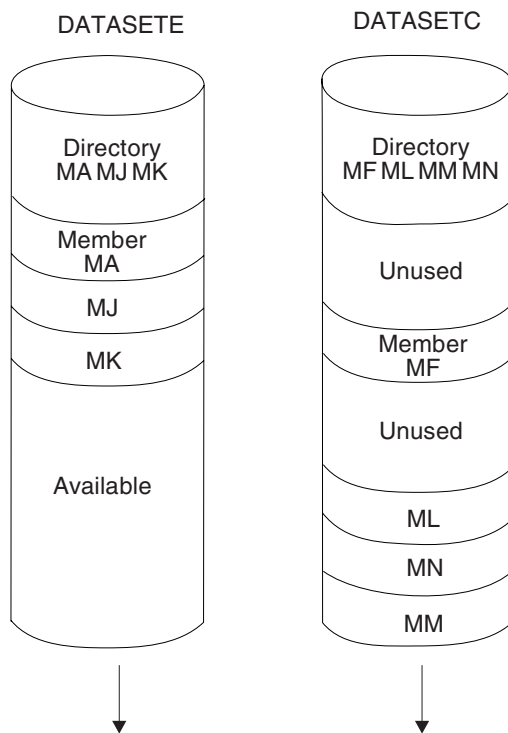 DATASETE
Directory
MA MJ MK
Member
MA
MJ
MK
Available
DATASETC
Directory
MF ML MM MN
Unused
Member
MF
Unused
ML
MN
MM